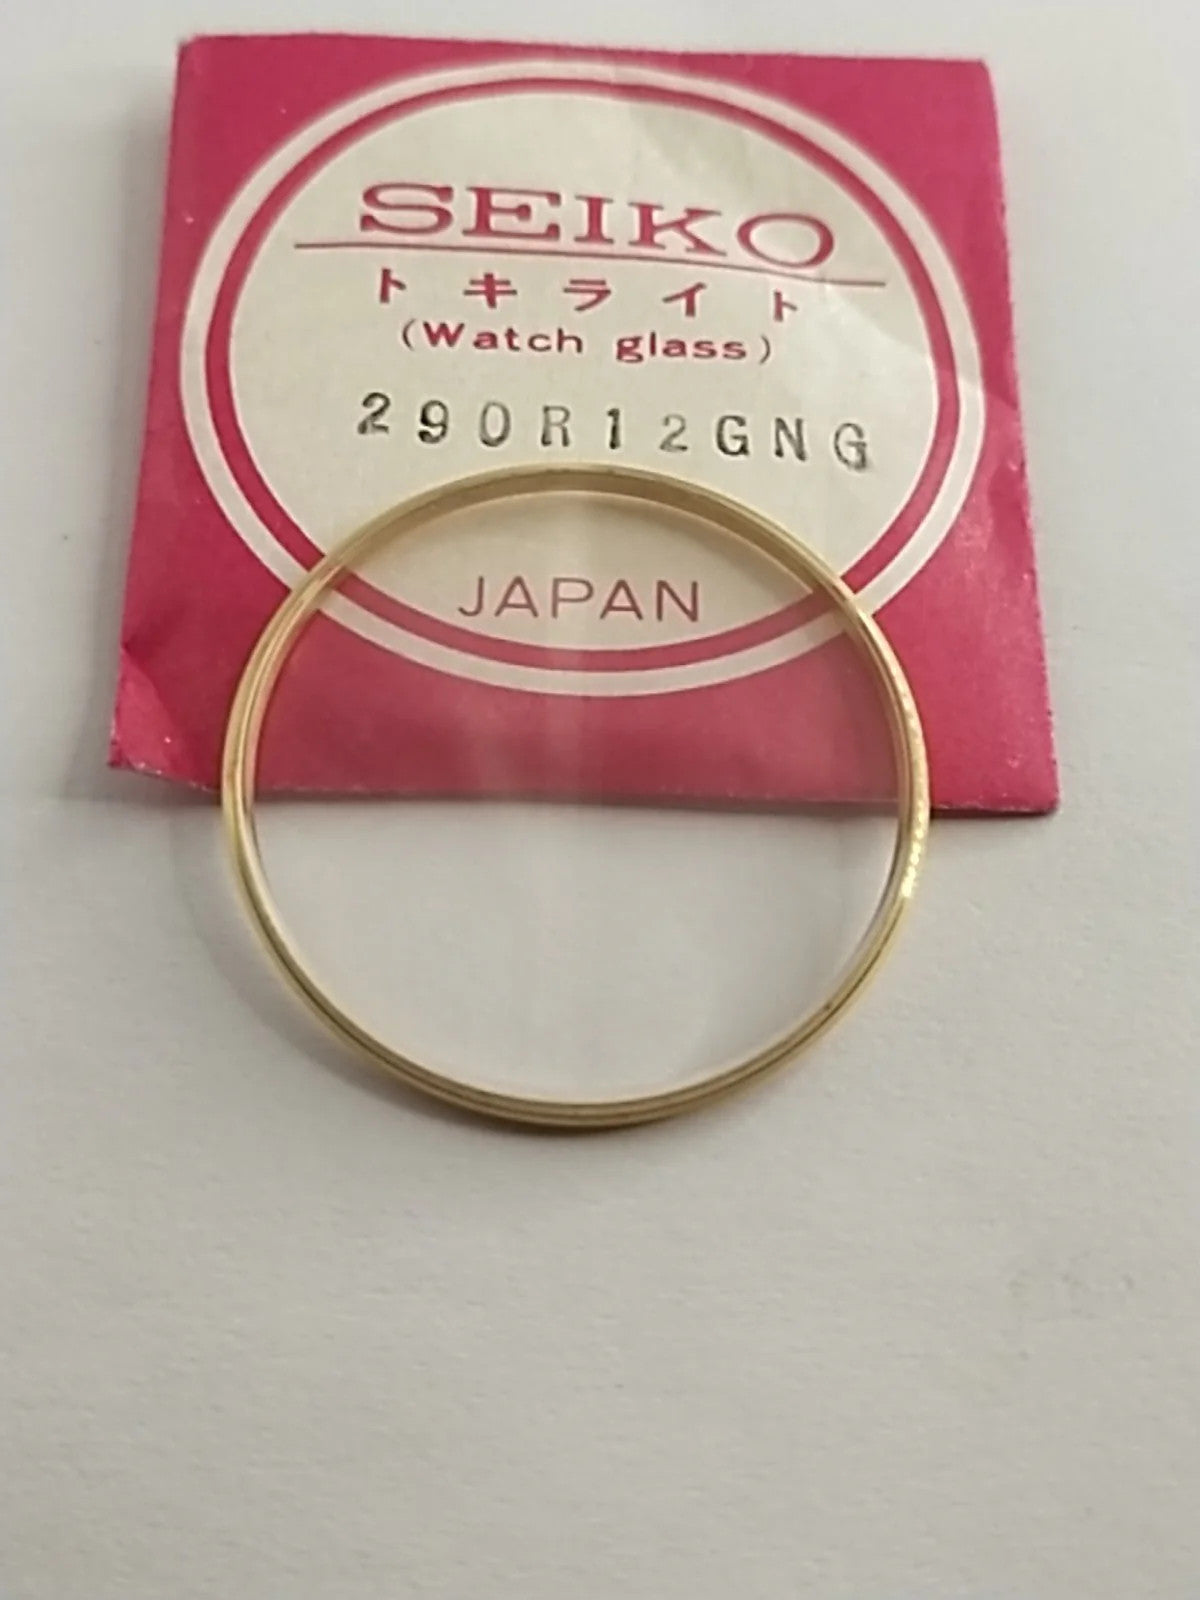 SEIKO
トキライト
(Watch glass)
290R12GNG
JAPAN